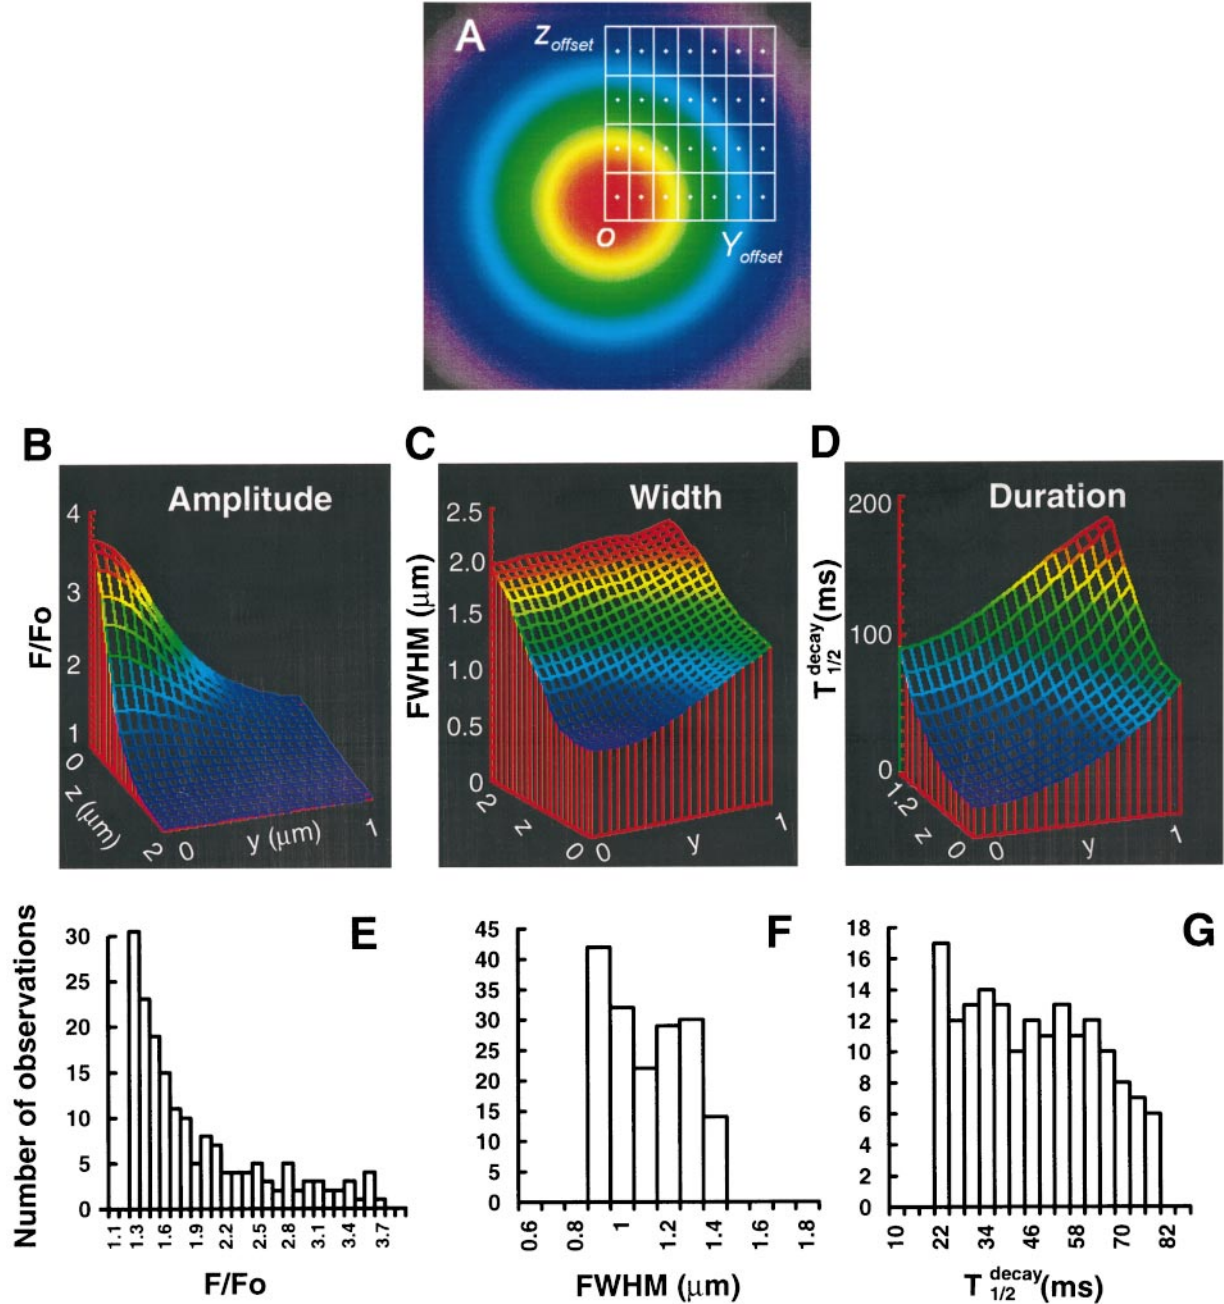 A
Z offset
O
Y offset
B
Amplitude
F/Fo
4
3
2
1
0
z (μm)
2
0
y (μm)
1
C
Width
FWHM (μm)
2.5
2.0
1.5
1.0
0.5
0
2
z
0
0
y
1
D
Duration
T 1/2 decay (ms)
200
100
0
1.2
z
0
0
y
1
E
Number of observations
30
25
20
15
10
5
0
1.1 1.3 1.6 1.9 2.2 2.5 2.8 3.1 3.4 3.7
F/Fo
F
45
40
35
30
25
20
15
10
5
0
0.6 0.8 1 1.2 1.4 1.6 1.8
FWHM (μm)
G
18
16
14
12
10
8
6
4
2
0
10 22 34 46 58 70 82
T 1/2 decay (ms)